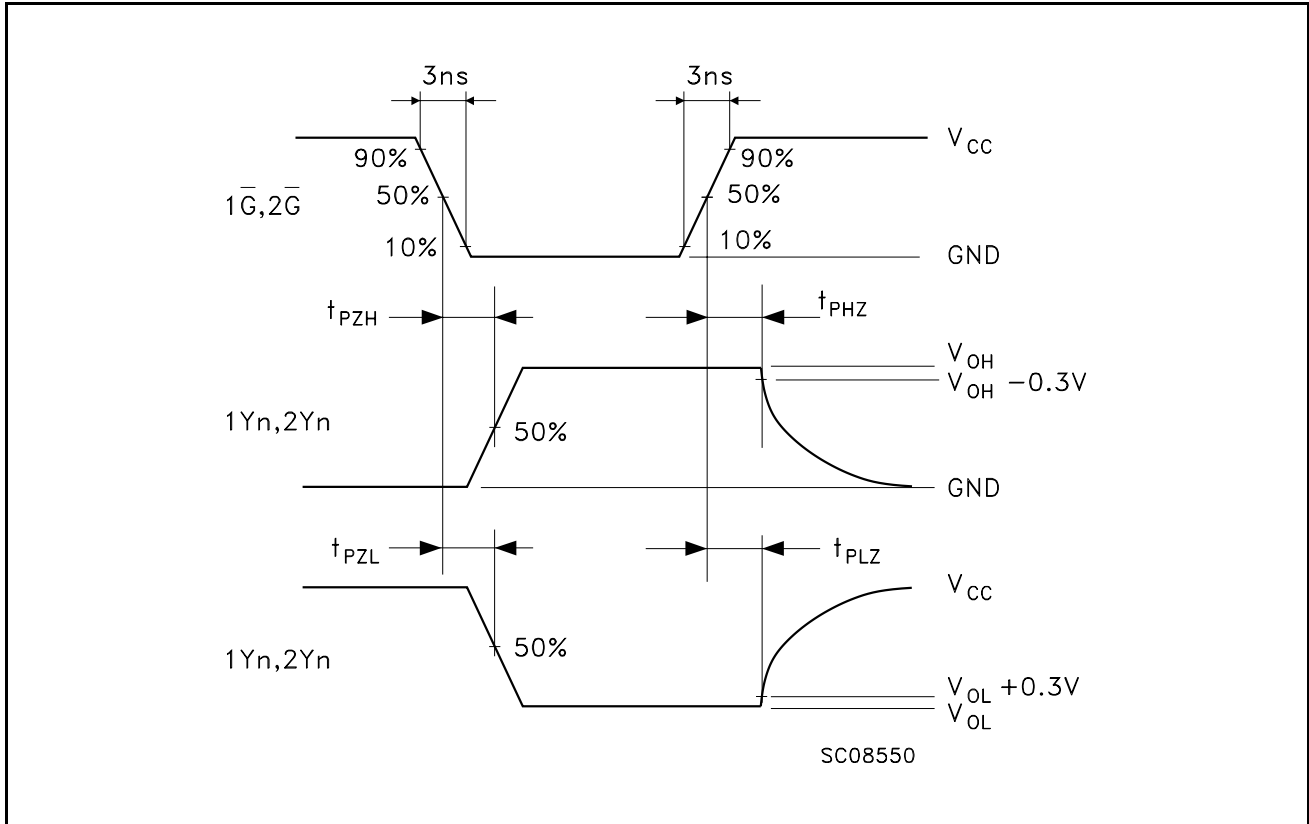 3ns 3ns
V_CC
90% 90%
50% 50%
1G̅,2G̅
10% 10%
GND
t_PZH t_PHZ
V_OH
V_OH −0.3V
1Yn,2Yn
50%
GND
t_PZL t_PLZ
V_CC
50%
1Yn,2Yn
V_OL +0.3V
V_OL
SC08550